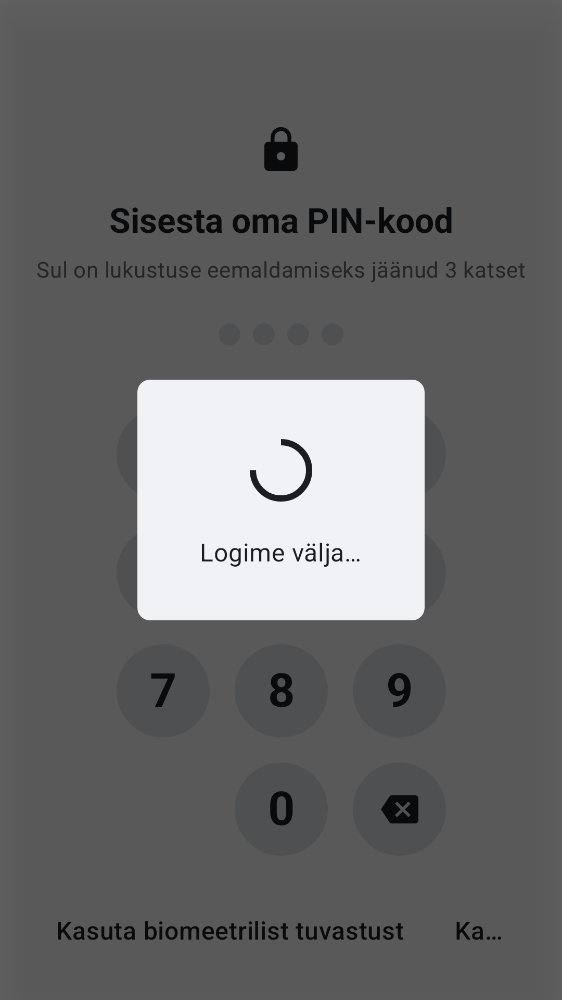 Sisesta oma PIN-kood
Sul on lukustuse eemaldamiseks jäänud 3 katset
Logime välja…
7 8 9
0
Kasuta biomeetrilist tuvastust Ka…